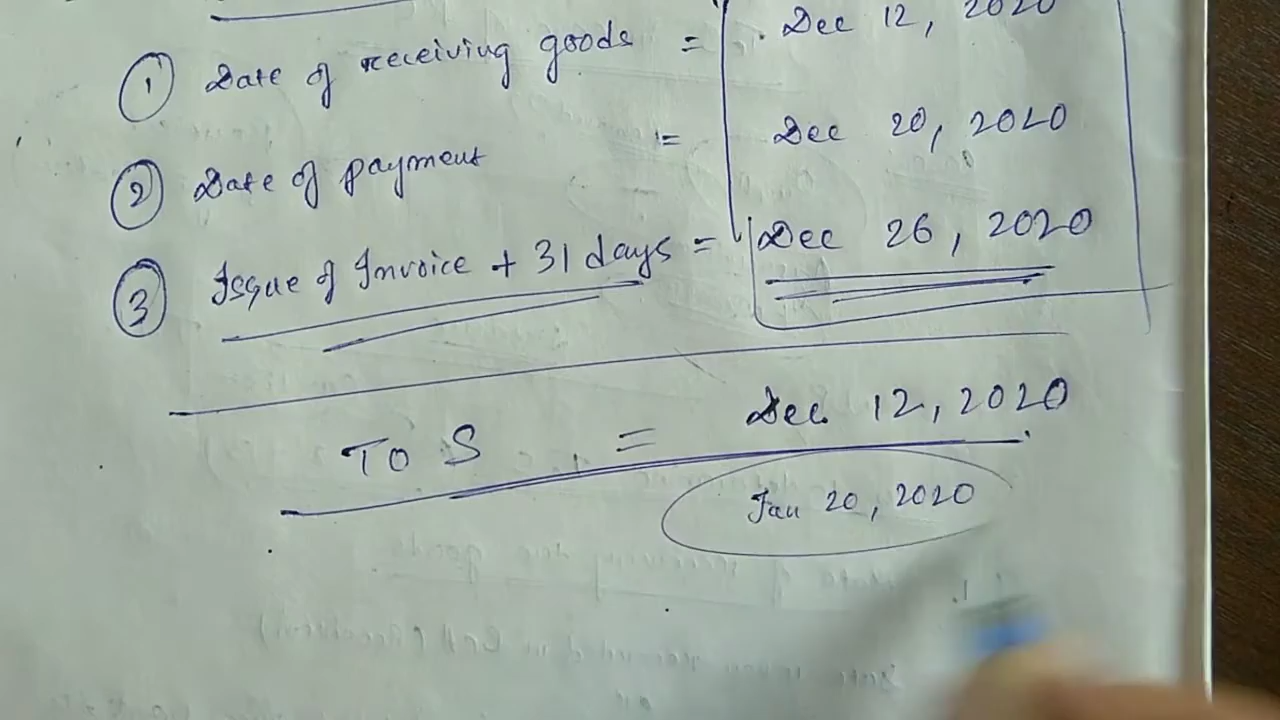 1 Date of receiving goods = Dec 12, 2020
2 Date of payment = Dec 20, 2020
3 Issue of Invoice + 31 days = Dec 26, 2020
TOS = Dec. 12, 2020
Jan 20, 2020